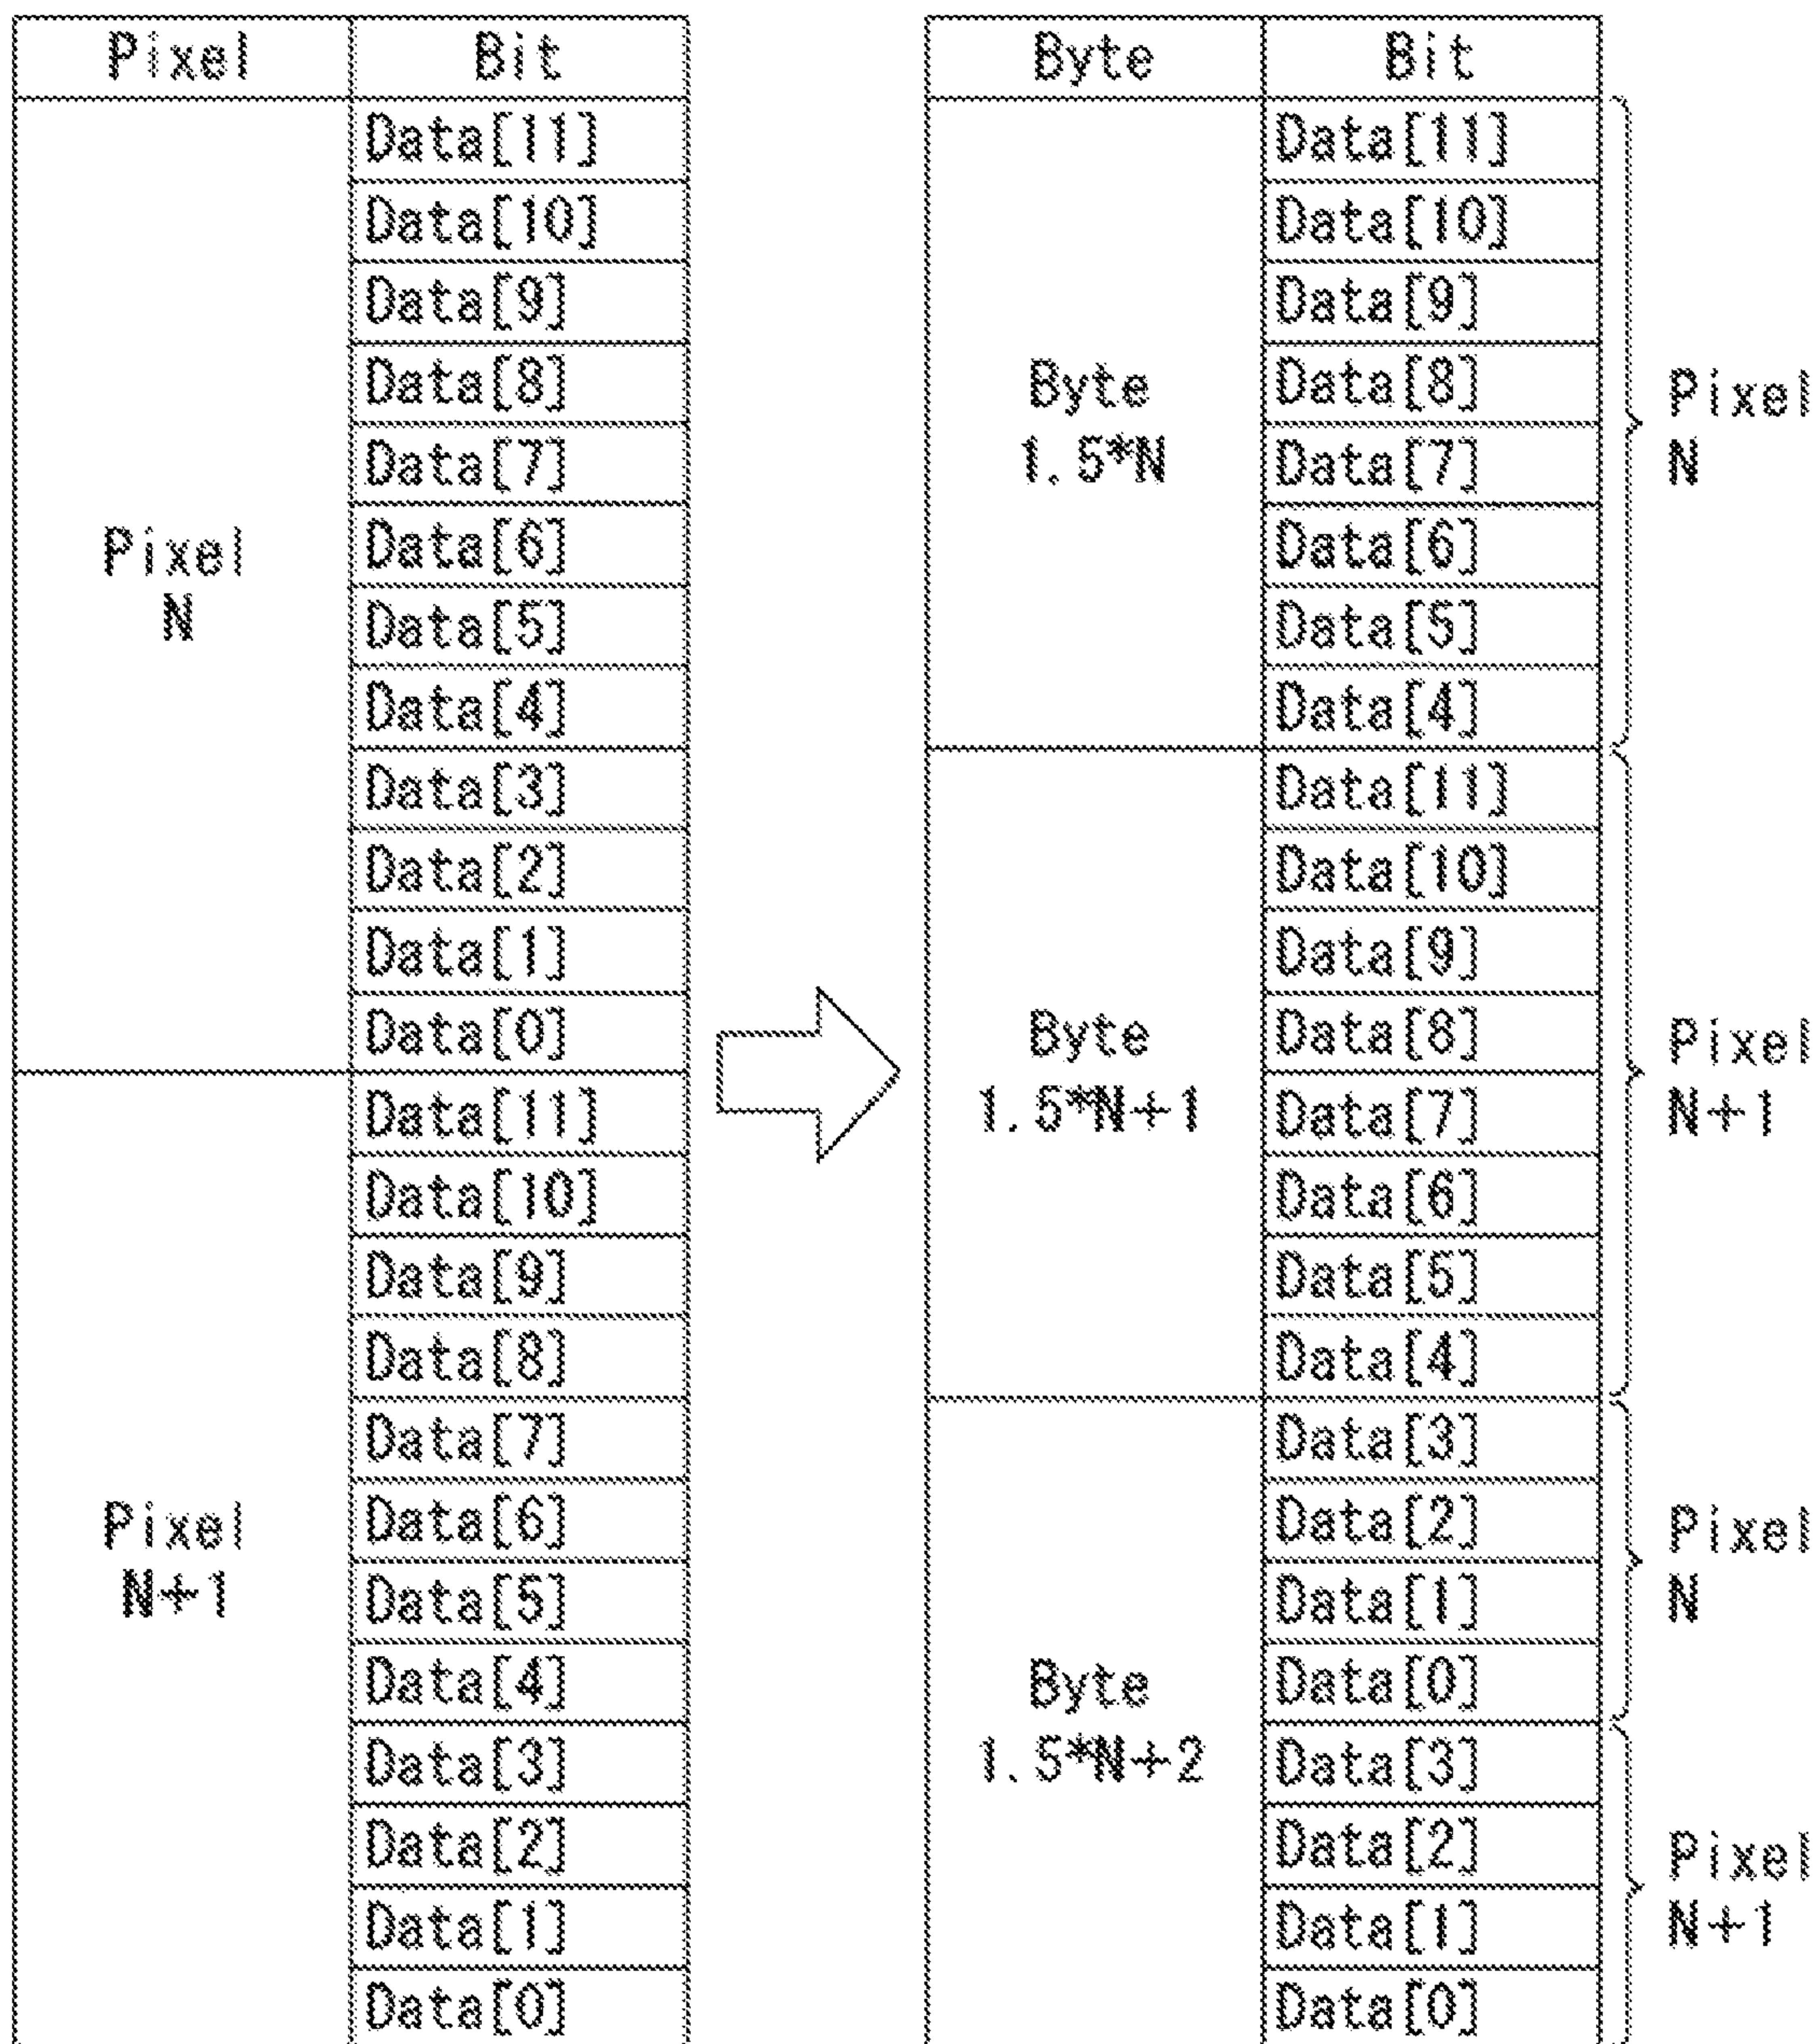 Pixel Bit
Pixel
N
Data[11]
Data[10]
Data[9]
Data[8]
Data[7]
Data[6]
Data[5]
Data[4]
Data[3]
Data[2]
Data[1]
Data[0]
Pixel
N+1
Data[11]
Data[10]
Data[9]
Data[8]
Data[7]
Data[6]
Data[5]
Data[4]
Data[3]
Data[2]
Data[1]
Data[0]
Byte Bit
Byte
1.5*N
Data[11]
Data[10]
Data[9]
Data[8]
Data[7]
Data[6]
Data[5]
Data[4]
Pixel
N
Byte
1.5*N+1
Data[11]
Data[10]
Data[9]
Data[8]
Data[7]
Data[6]
Data[5]
Data[4]
Pixel
N+1
Byte
1.5*N+2
Data[3]
Data[2]
Data[1]
Data[0]
Pixel
N
Data[3]
Data[2]
Data[1]
Data[0]
Pixel
N+1